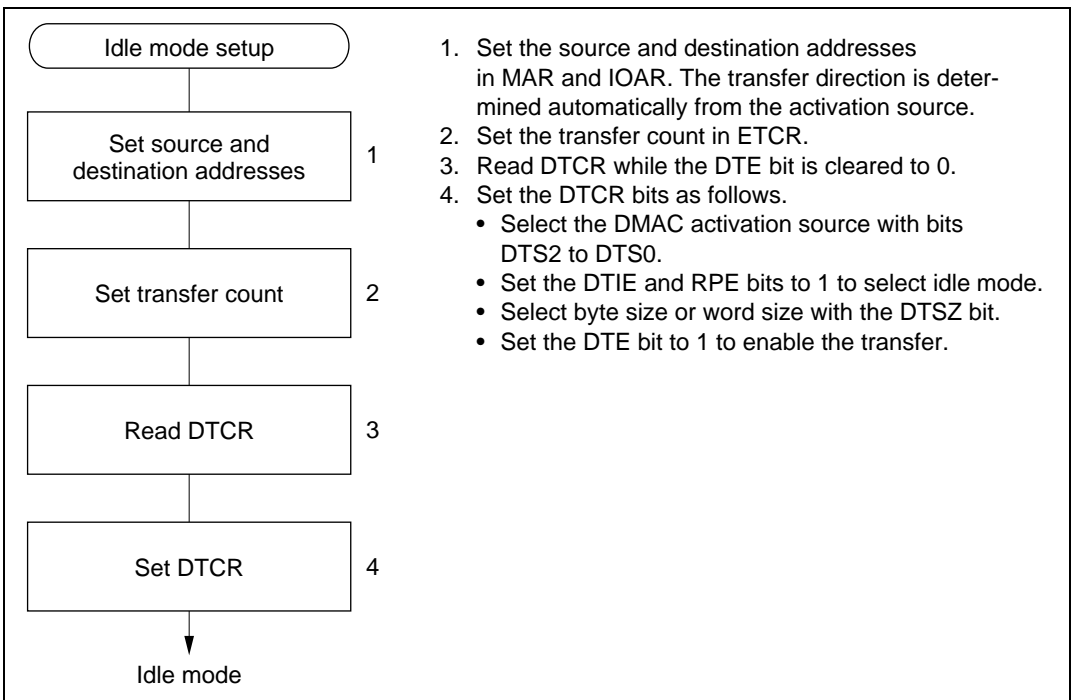 Idle mode setup
Set source and
destination addresses
1
Set transfer count
2
Read DTCR
3
Set DTCR
4
Idle mode
1. Set the source and destination addresses
in MAR and IOAR. The transfer direction is deter-
mined automatically from the activation source.
2. Set the transfer count in ETCR.
3. Read DTCR while the DTE bit is cleared to 0.
4. Set the DTCR bits as follows.
• Select the DMAC activation source with bits
DTS2 to DTS0.
• Set the DTIE and RPE bits to 1 to select idle mode.
• Select byte size or word size with the DTSZ bit.
• Set the DTE bit to 1 to enable the transfer.